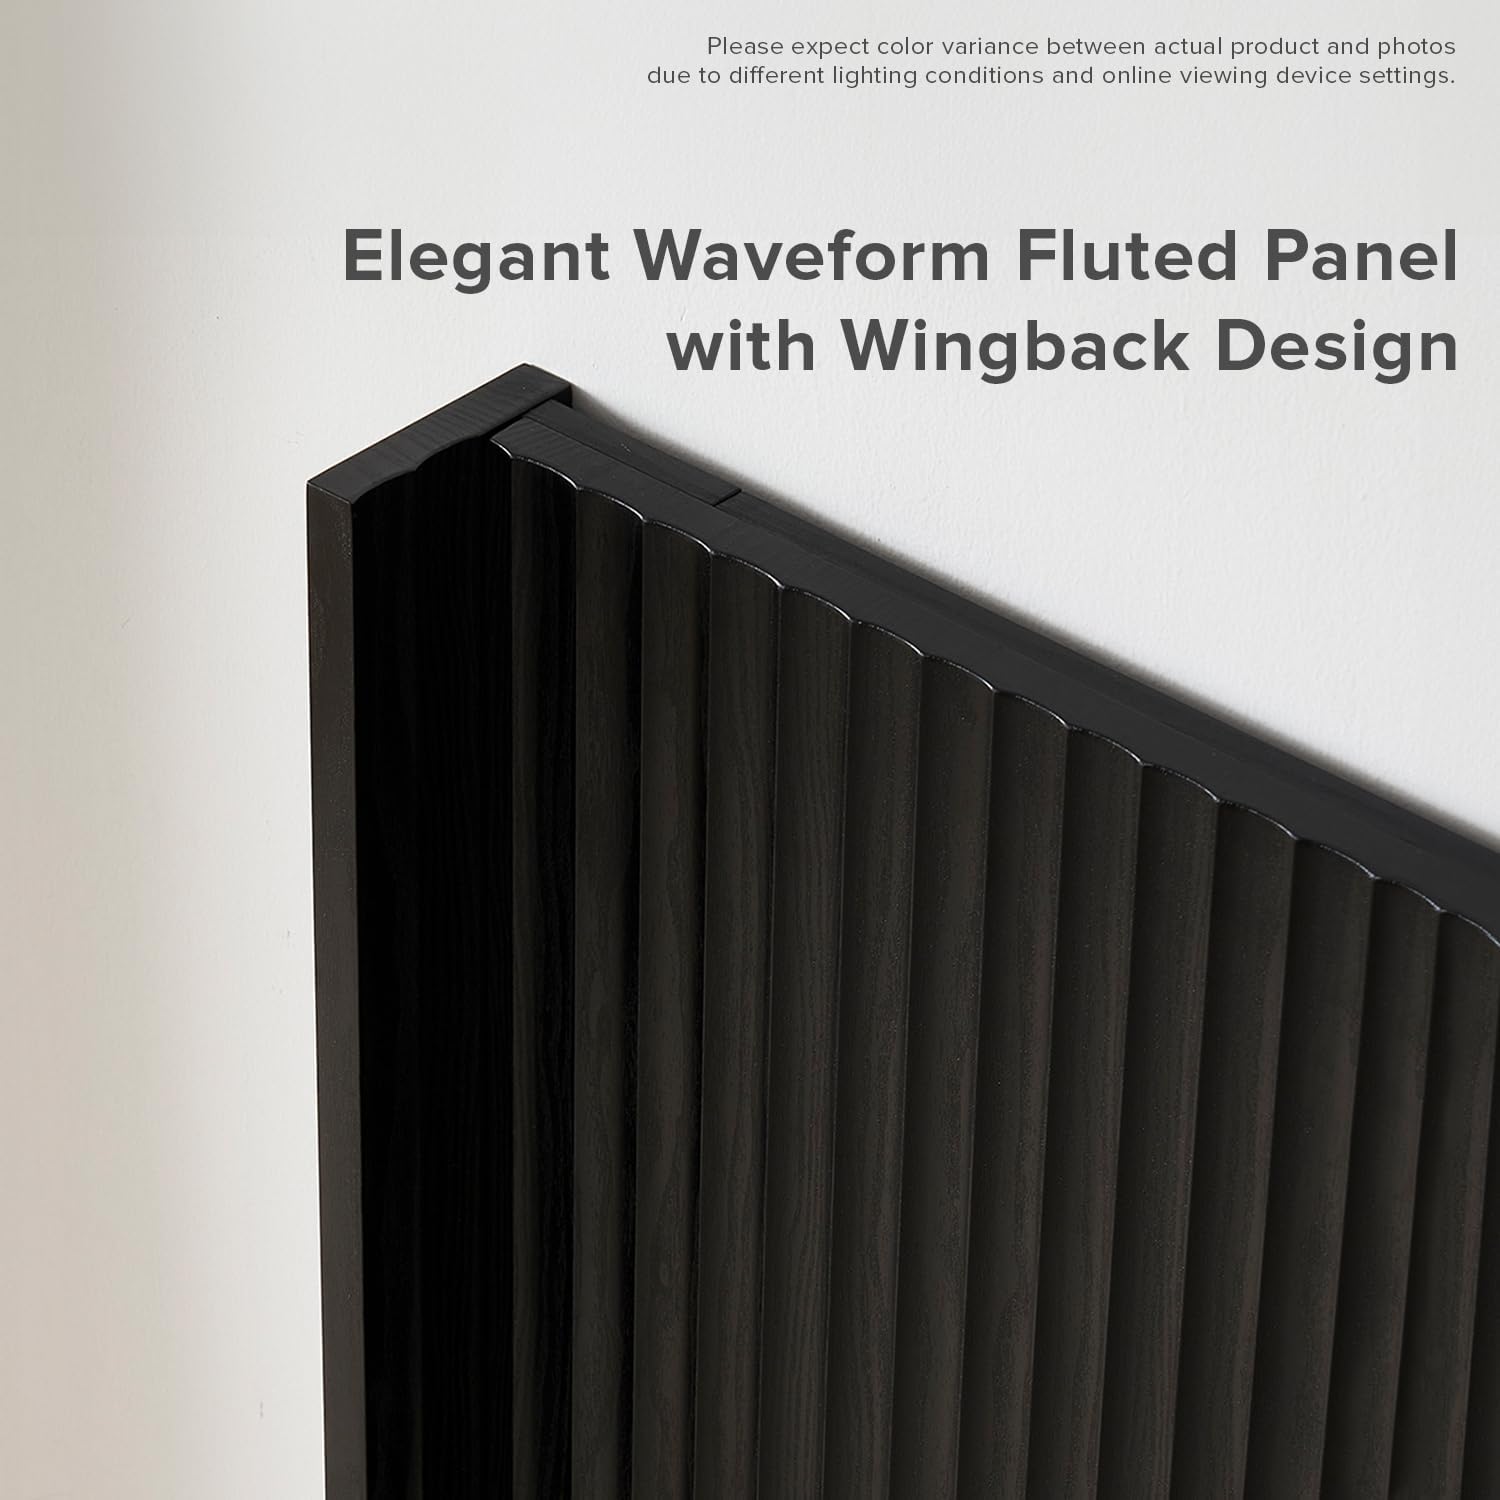 Please expect color variance between actual product and photos
due to different lighting conditions and online viewing device settings.
Elegant Waveform Fluted Panel
with Wingback Design